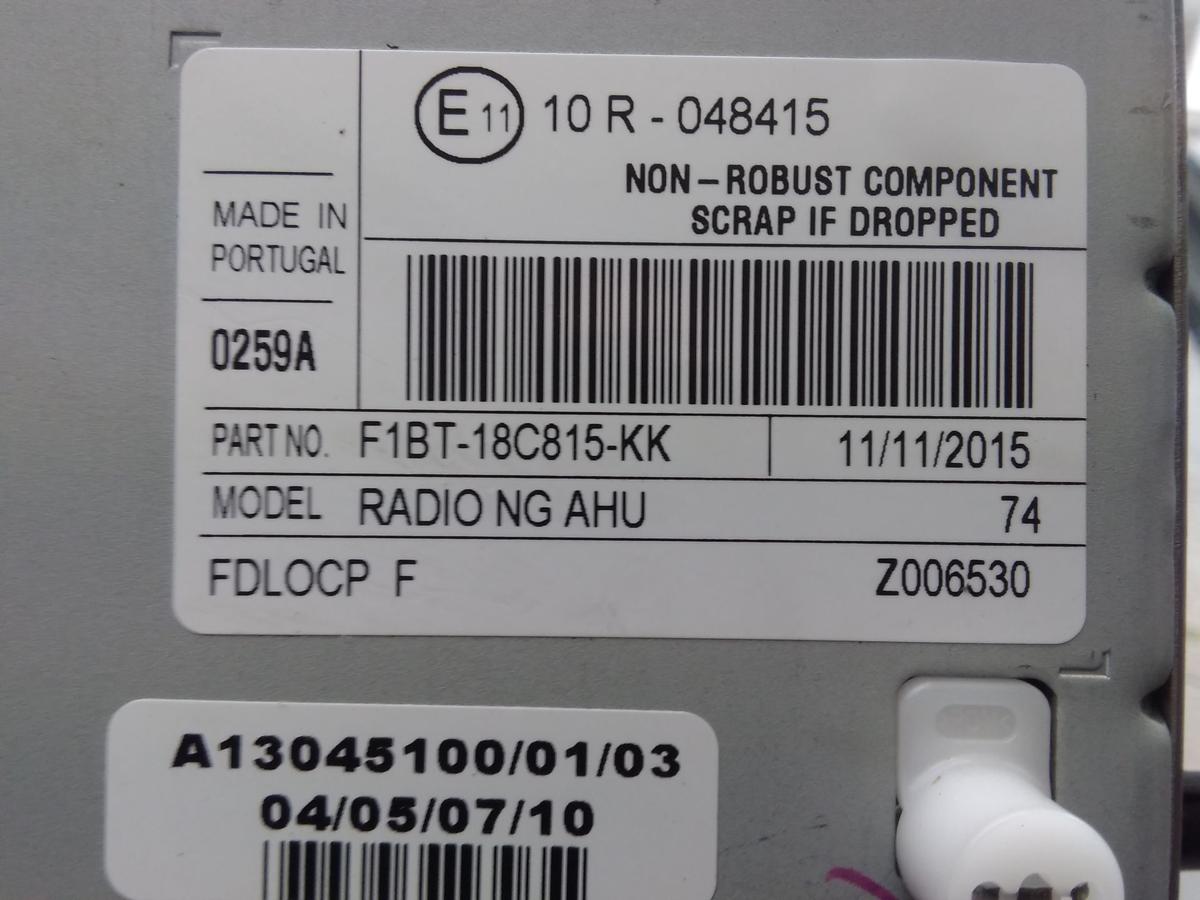 E 11 10 R - 048415
NON-ROBUST COMPONENT
SCRAP IF DROPPED
MADE IN
PORTUGAL
0259A
PART NO. F1BT-18C815-KK 11/11/2015
MODEL RADIO NG AHU 74
FDLOCP F Z006530
A13045100/01/03
04/05/07/10